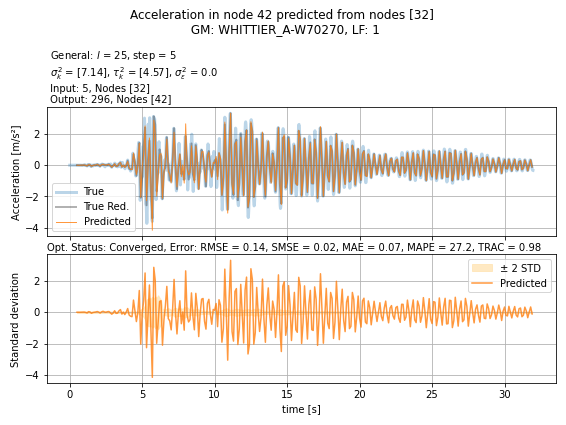 Acceleration in node 42 predicted from nodes [32]
GM: WHITTIER_A-W70270, LF: 1
General: l = 25, step = 5
σ²ₖ = [7.14], τ²ₖ = [4.57], σ²ε = 0.0
Input: 5, Nodes [32]
Output: 296, Nodes [42]
Acceleration [m/s²]
2
0
−2
−4
True
True Red.
Predicted
Opt. Status: Converged, Error: RMSE = 0.14, SMSE = 0.02, MAE = 0.07, MAPE = 27.2, TRAC = 0.98
Standard deviation
2
0
−2
−4
± 2 STD
Predicted
0 5 10 15 20 25 30
time [s]